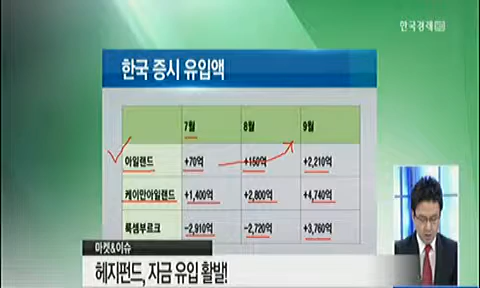 한국경제TV
한국 증시 유입액
7월 8월 9월
아일랜드 +70억 +150억 +2,210억
케이만아일랜드 +1,400억 +2,800억 +4,740억
룩셈부르크 -2,910억 -2,720억 +3,760억
마켓&이슈
헤지펀드, 자금 유입 활발!